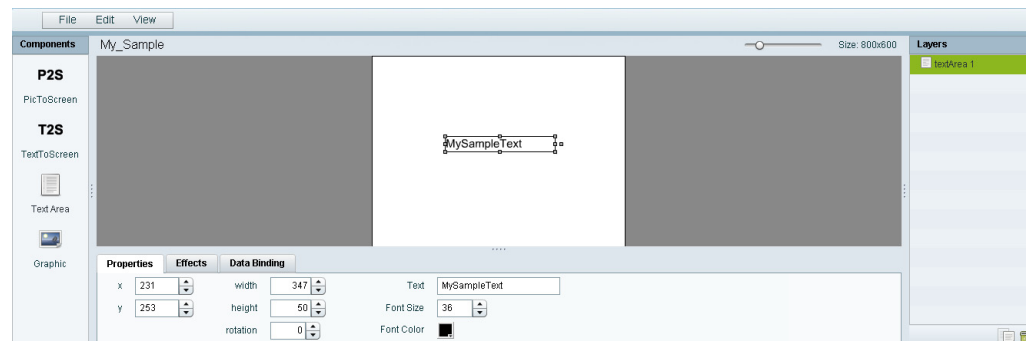 File Edit View
Components
My_Sample
Size: 800x600
Layers
P2S
PicToScreen
T2S
TextToScreen
Text Area
Graphic
MySampleText
textArea 1
Properties Effects Data Binding
x 231 width 347 Text MySampleText
y 253 height 50 Font Size 36
rotation 0 Font Color